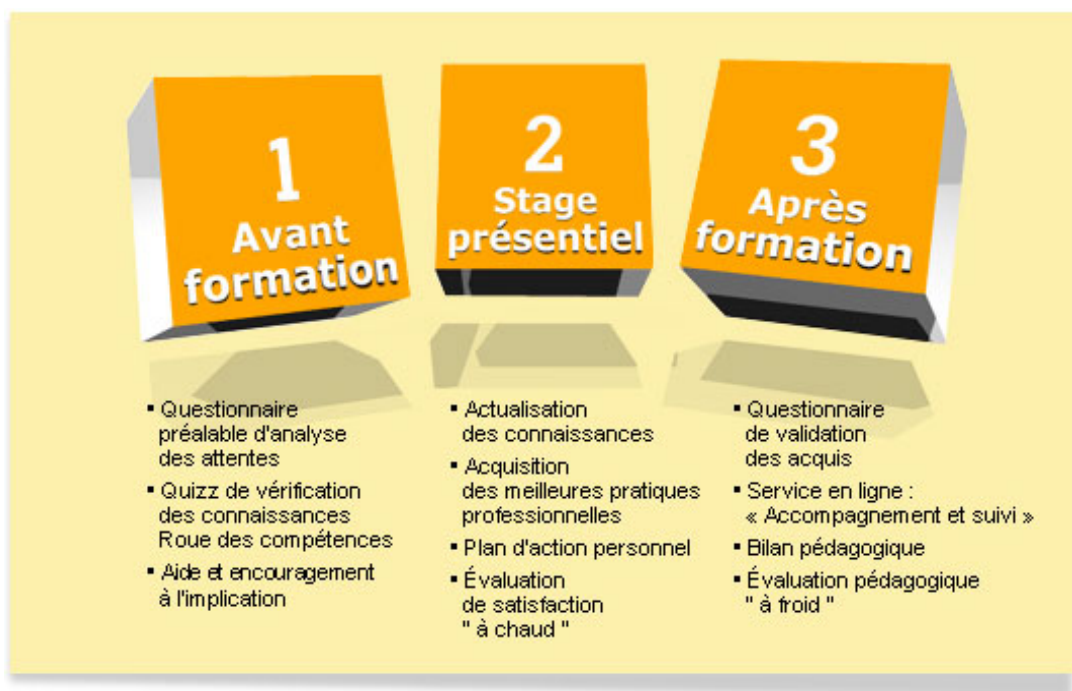 1
Avant
formation
2
Stage
présentiel
3
Après
formation
▪ Questionnaire
préalable d'analyse
des attentes
▪ Quizz de vérification
des connaissances
Roue des compétences
▪ Aide et encouragement
à l'implication
▪ Actualisation
des connaissances
▪ Acquisition
des meilleures pratiques
professionnelles
▪ Plan d'action personnel
▪ Évaluation
de satisfaction
" à chaud "
▪ Questionnaire
de validation
des acquis
▪ Service en ligne :
« Accompagnement et suivi »
▪ Bilan pédagogique
▪ Évaluation pédagogique
" à froid "